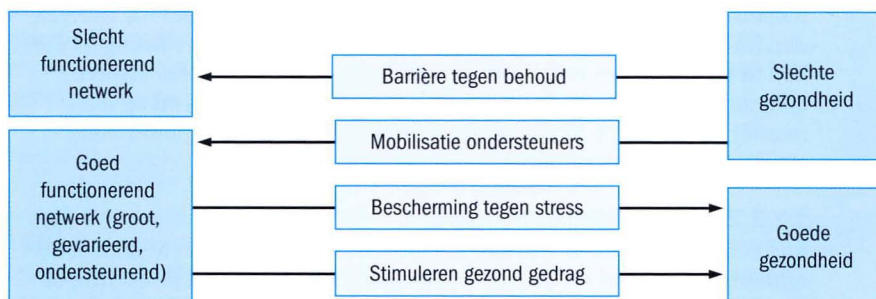 Slecht
functionerend
netwerk
Barrière tegen behoud
Slechte
gezondheid
Mobilisatie ondersteuners
Goed
functionerend
netwerk (groot,
gevarieerd,
ondersteunend)
Bescherming tegen stress
Stimuleren gezond gedrag
Goede
gezondheid